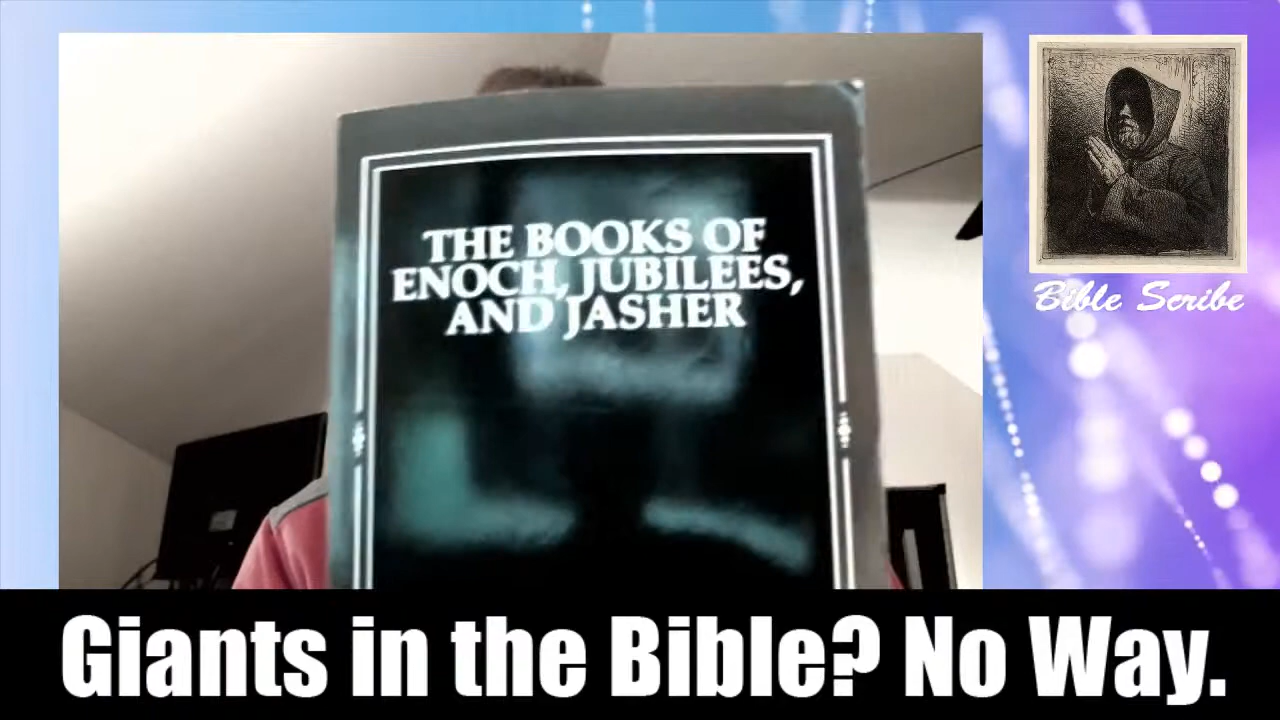 THE BOOKS OF
ENOCH, JUBILEES,
AND JASHER
Bible Scribe
Giants in the Bible? No Way.